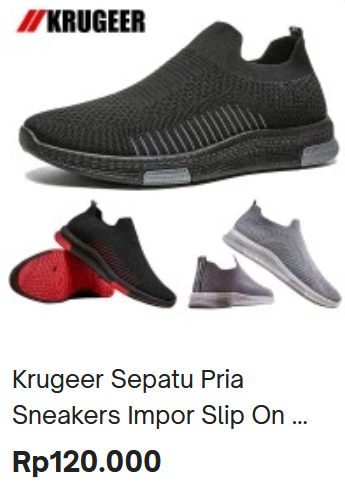 KRUGEER
Krugeer Sepatu Pria
Sneakers Impor Slip On ...
Rp120.000